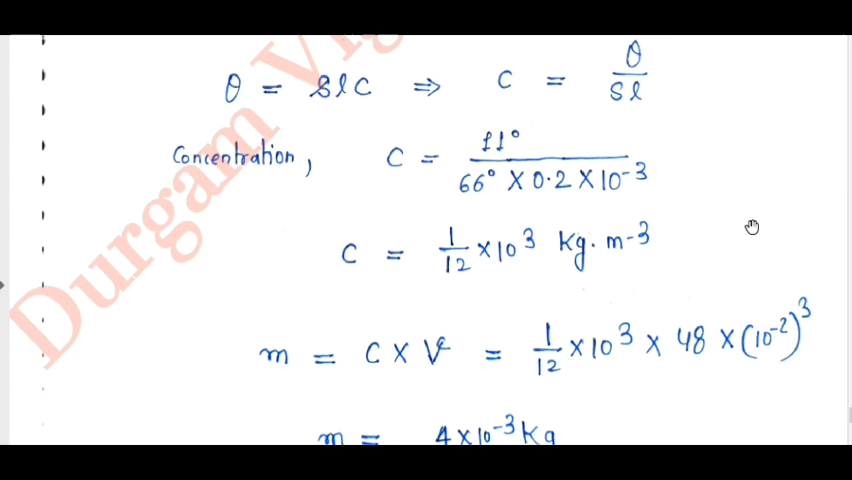 θ = SlC ⇒ C = θ/Sl
Concentration, C = 11°/66° × 0.2 × 10⁻³
C = 1/12 × 10³ Kg. m-3
m = C × V = 1/12 × 10³ × 48 × (10⁻²)³
m = 4 × 10⁻³ Kg
Durgam Vi